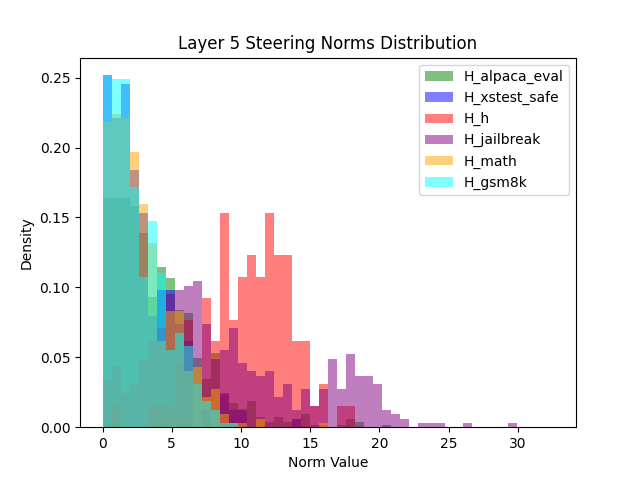 Layer 5 Steering Norms Distribution
H_alpaca_eval
H_xstest_safe
H_h
H_jailbreak
H_math
H_gsm8k
Density
0.25
0.20
0.15
0.10
0.05
0.00
0 5 10 15 20 25 30
Norm Value